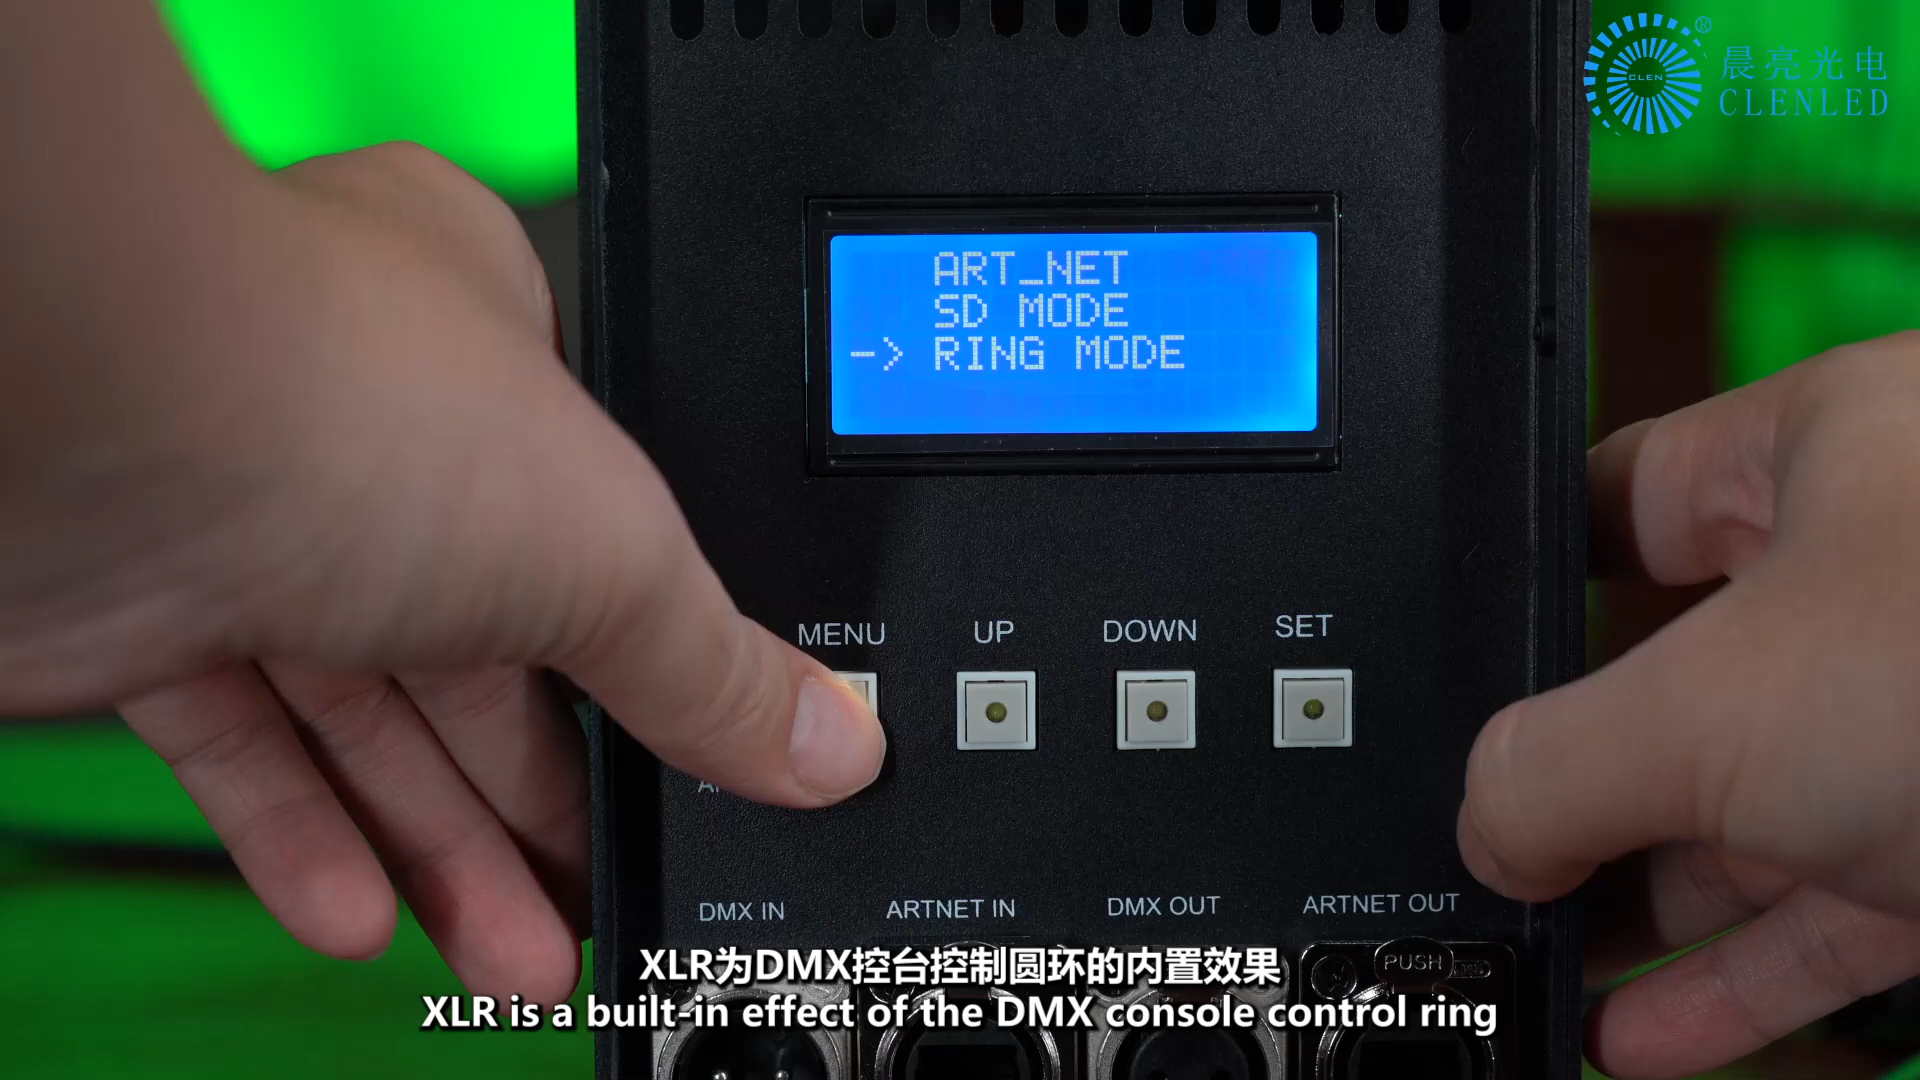 CLEN
®
晨亮光电
CLENLED
ART_NET
SD MODE
-> RING MODE
MENU
UP
DOWN
SET
DMX IN
ARTNET IN
DMX OUT
ARTNET OUT
PUSH
XLR为DMX控台控制圆环的内置效果
XLR is a built-in effect of the DMX console control ring